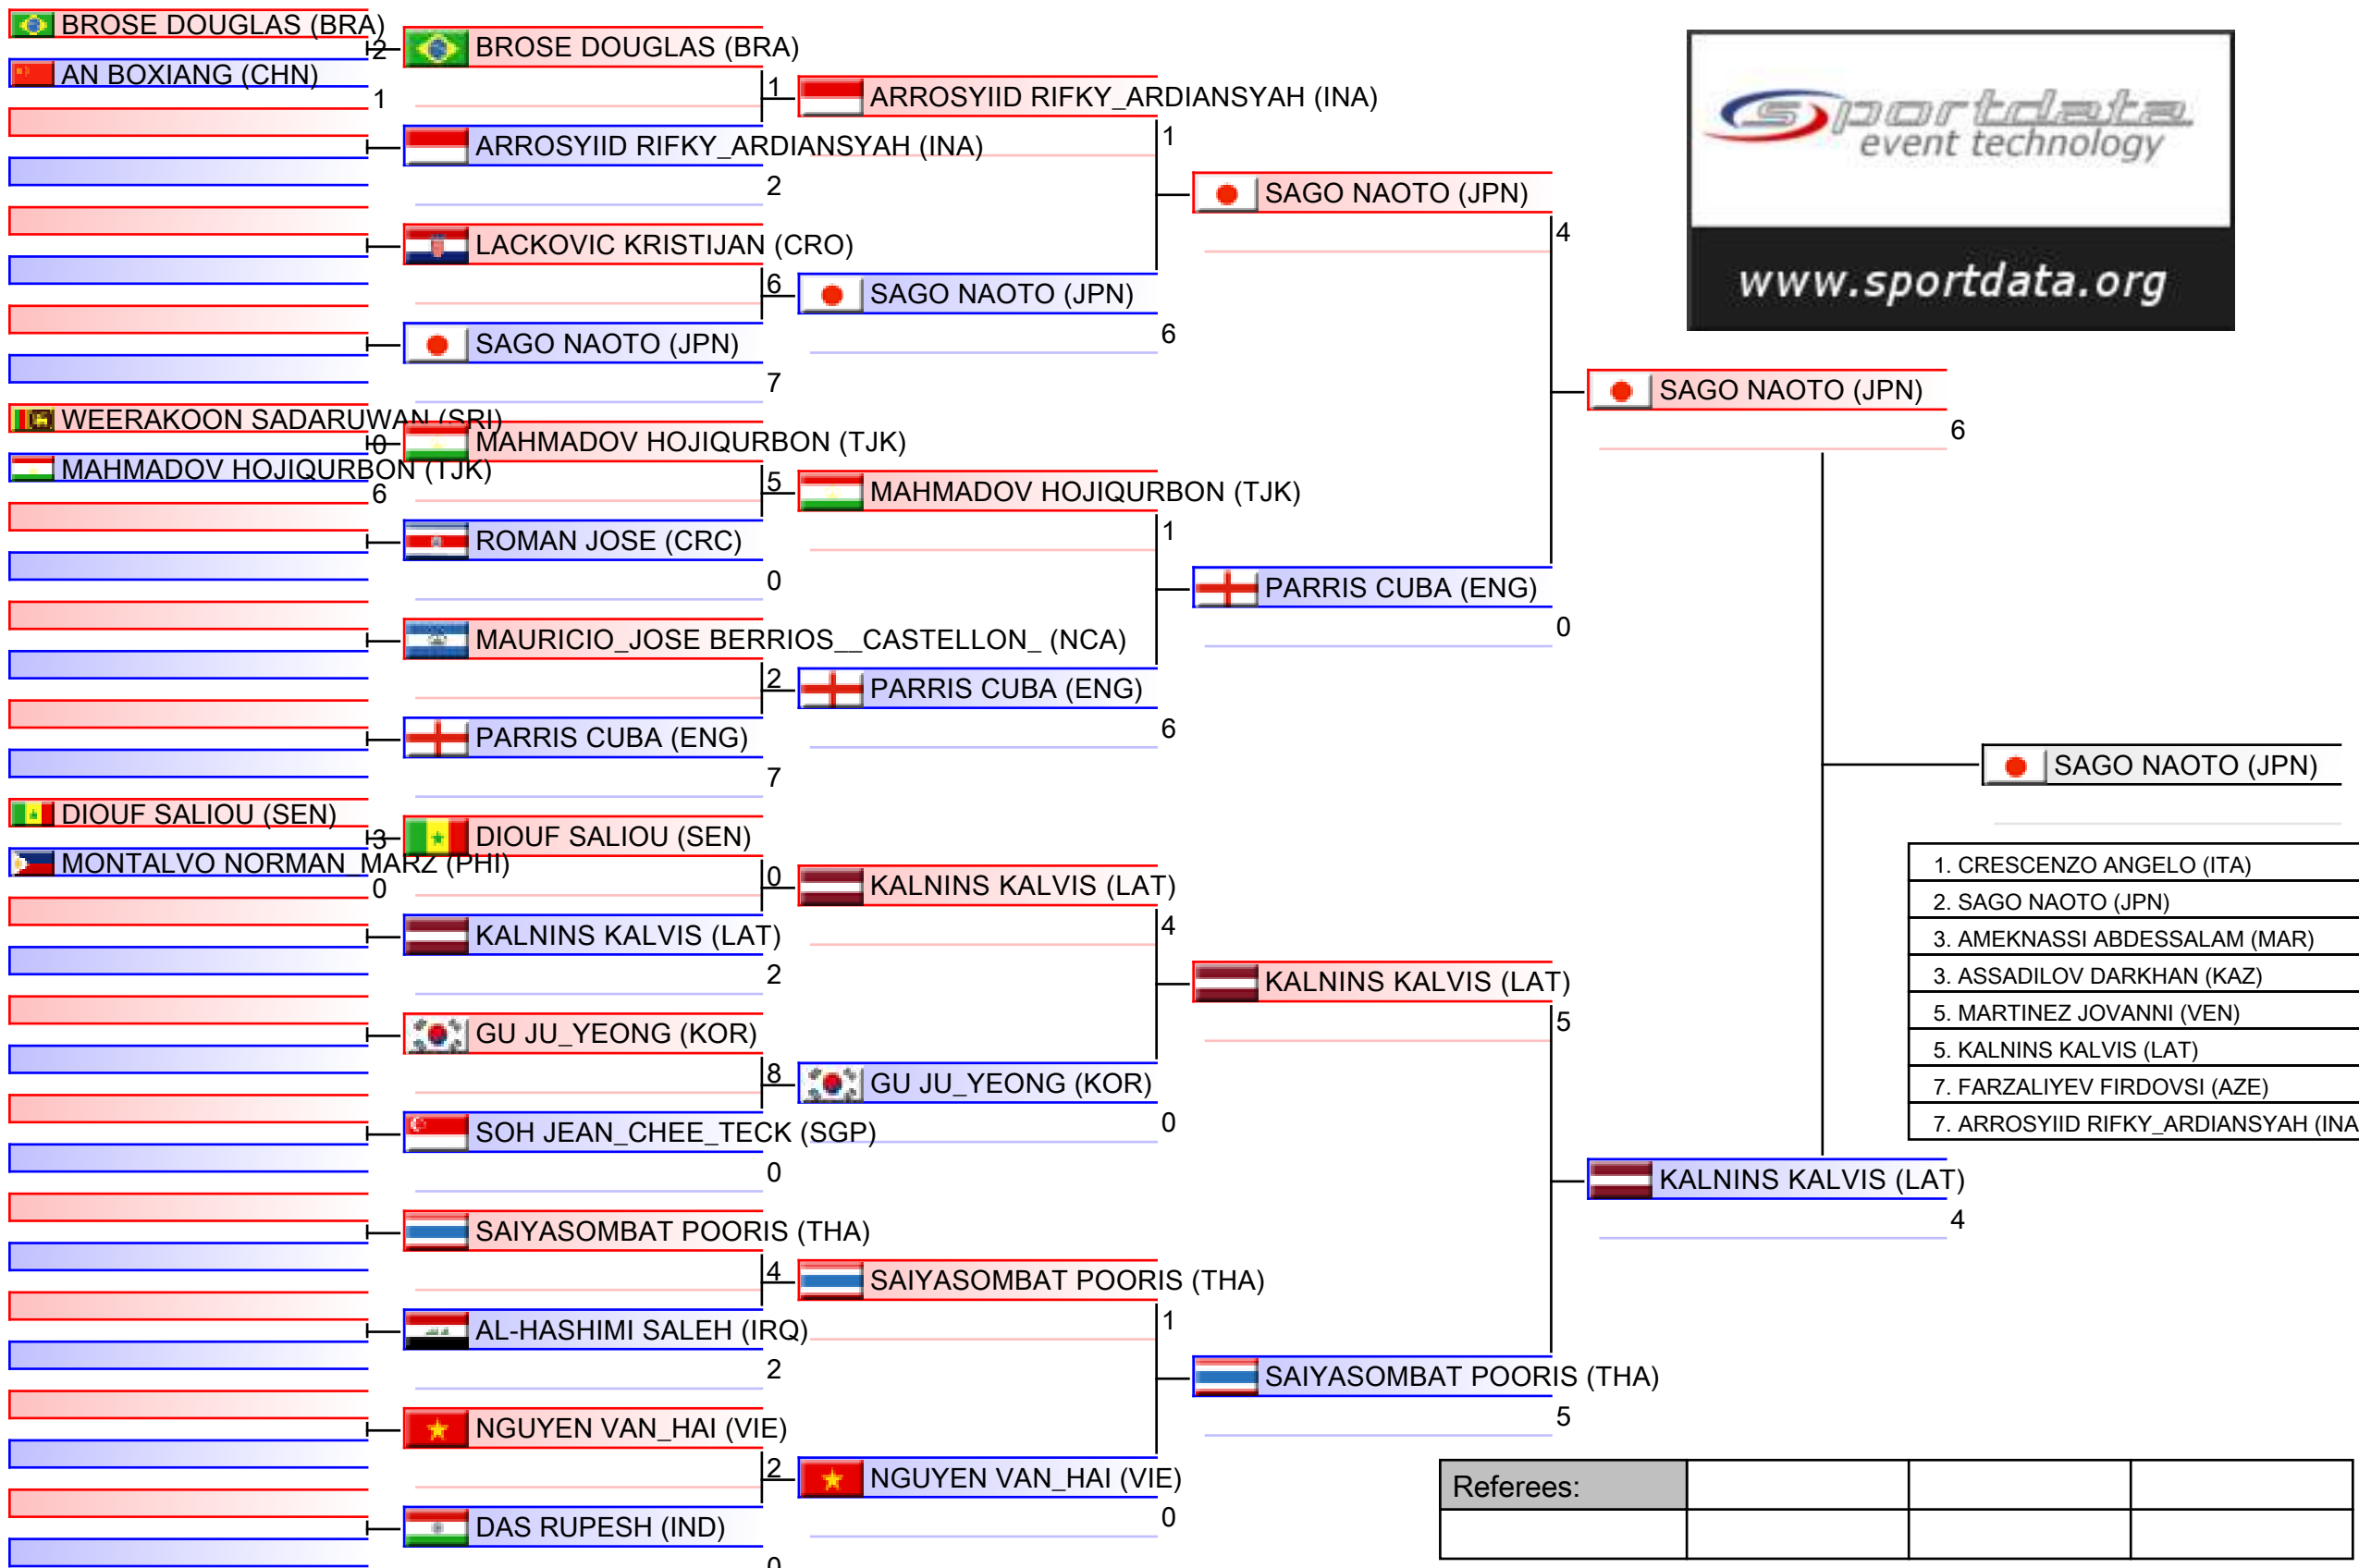 BROSE DOUGLAS (BRA)
2
AN BOXIANG (CHN)
1
WEERAKOON SADARUWAN (SRI)
0
MAHMADOV HOJIQURBON (TJK)
6
DIOUF SALIOU (SEN)
3
MONTALVO NORMAN_MARZ (PHI)
0
BROSE DOUGLAS (BRA)
1
ARROSYIID RIFKY_ARDIANSYAH (INA)
2
LACKOVIC KRISTIJAN (CRO)
6
SAGO NAOTO (JPN)
7
MAHMADOV HOJIQURBON (TJK)
5
ROMAN JOSE (CRC)
0
MAURICIO_JOSE BERRIOS__CASTELLON_ (NCA)
2
PARRIS CUBA (ENG)
7
DIOUF SALIOU (SEN)
0
KALNINS KALVIS (LAT)
2
GU JU_YEONG (KOR)
8
SOH JEAN_CHEE_TECK (SGP)
0
SAIYASOMBAT POORIS (THA)
4
AL-HASHIMI SALEH (IRQ)
2
NGUYEN VAN_HAI (VIE)
2
DAS RUPESH (IND)
0
ARROSYIID RIFKY_ARDIANSYAH (INA)
1
SAGO NAOTO (JPN)
6
MAHMADOV HOJIQURBON (TJK)
1
PARRIS CUBA (ENG)
6
KALNINS KALVIS (LAT)
4
GU JU_YEONG (KOR)
0
SAIYASOMBAT POORIS (THA)
1
NGUYEN VAN_HAI (VIE)
0
SAGO NAOTO (JPN)
4
PARRIS CUBA (ENG)
0
KALNINS KALVIS (LAT)
5
SAIYASOMBAT POORIS (THA)
5
SAGO NAOTO (JPN)
6
KALNINS KALVIS (LAT)
4
SAGO NAOTO (JPN)
sportdata
event technology
www.sportdata.org
1. CRESCENZO ANGELO (ITA)
2. SAGO NAOTO (JPN)
3. AMEKNASSI ABDESSALAM (MAR)
3. ASSADILOV DARKHAN (KAZ)
5. MARTINEZ JOVANNI (VEN)
5. KALNINS KALVIS (LAT)
7. FARZALIYEV FIRDOVSI (AZE)
7. ARROSYIID RIFKY_ARDIANSYAH (INA
Referees: